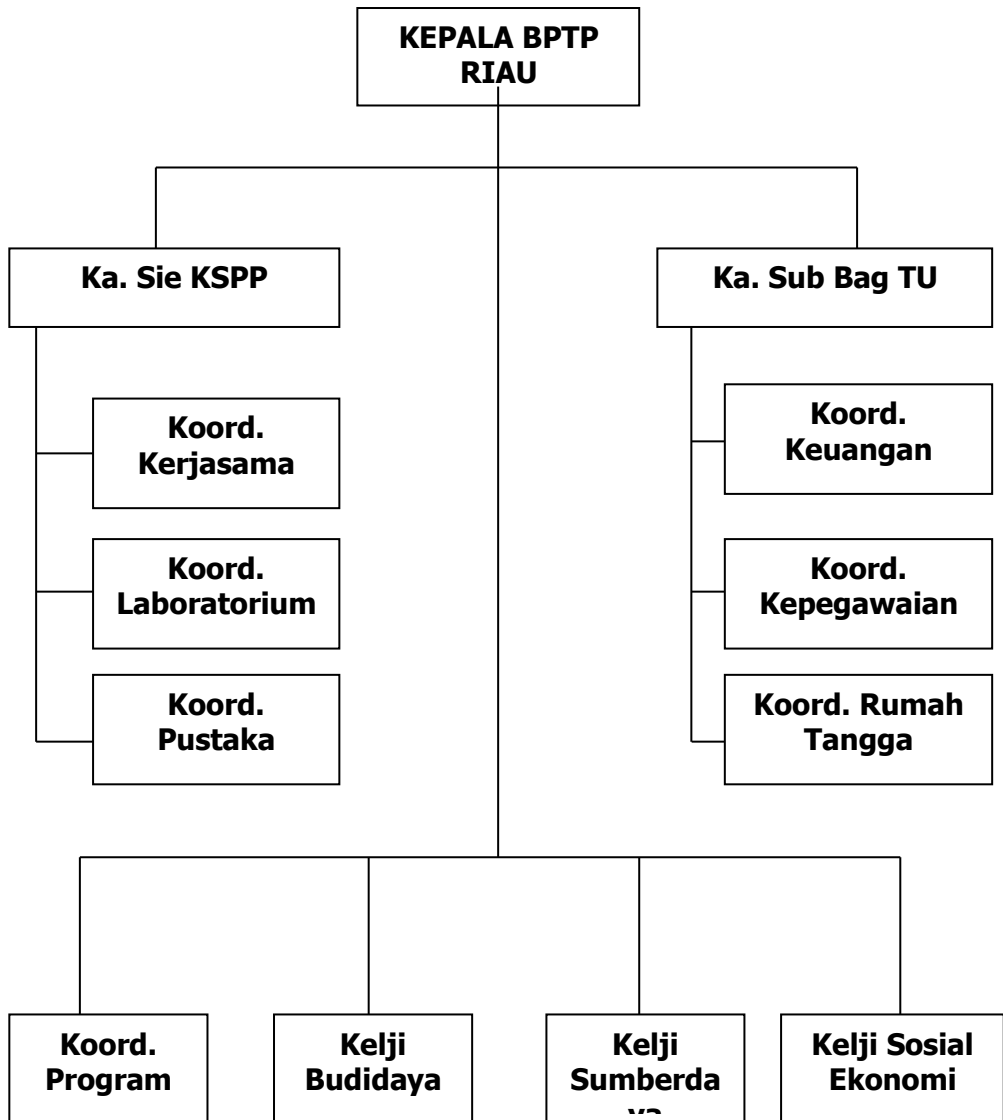 KEPALA BPTP
RIAU
Ka. Sie KSPP
Ka. Sub Bag TU
Koord.
Kerjasama
Koord.
Laboratorium
Koord.
Pustaka
Koord.
Keuangan
Koord.
Kepegawaian
Koord. Rumah
Tangga
Koord.
Program
Kelji
Budidaya
Kelji
Sumberda
ya
Kelji Sosial
Ekonomi